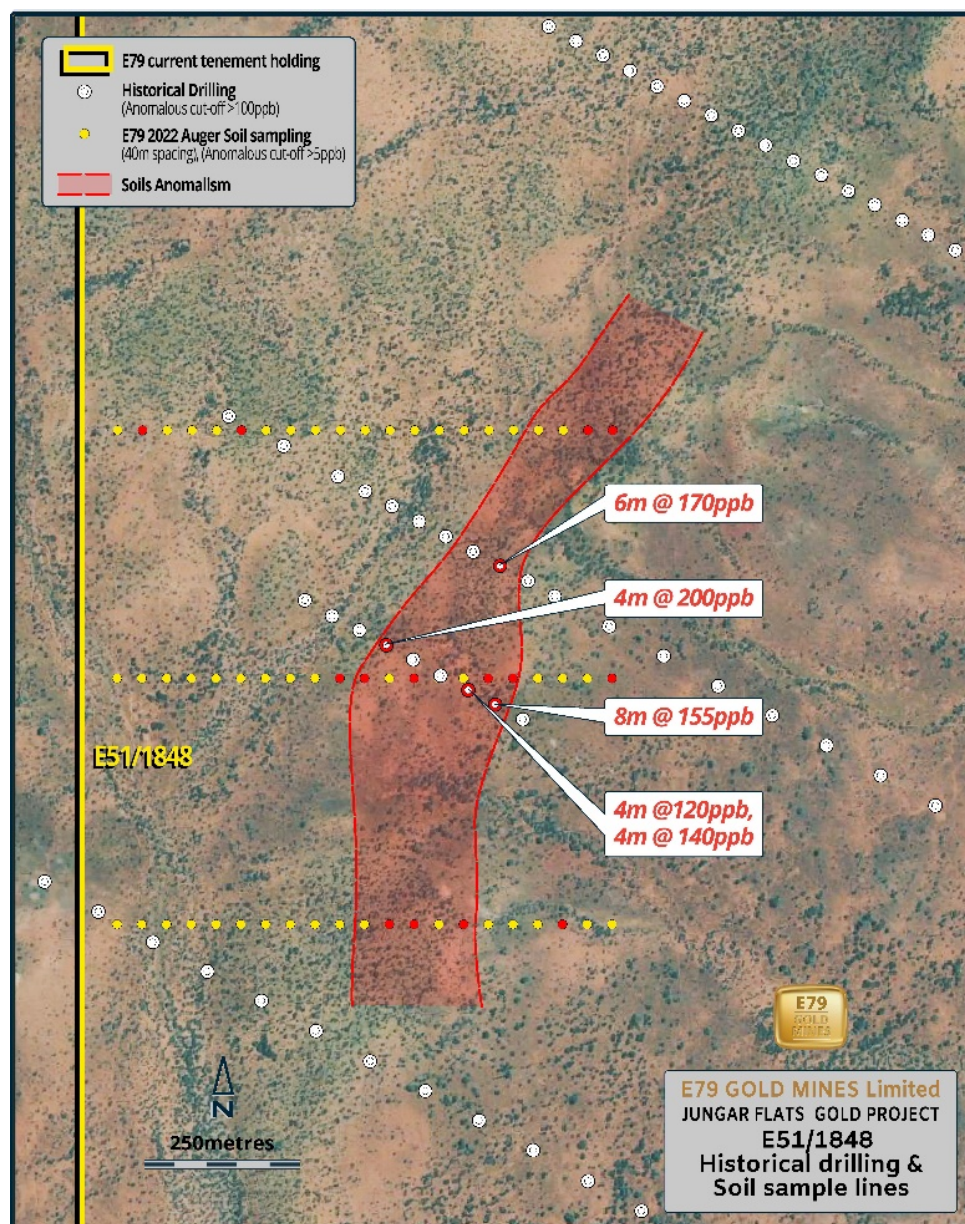 E79 current tenement holding
Historical Drilling
(Anomalous cut-off >100ppb)
E79 2022 Auger Soil sampling
(40m spacing), (Anomalous cut-off >5ppb)
Soils Anomalism
6m @ 170ppb
4m @ 200ppb
8m @ 155ppb
E51/1848
4m @120ppb,
4m @ 140ppb
E79
GOLD
MINES
N
250metres
E79 GOLD MINES Limited
JUNGAR FLATS GOLD PROJECT
E51/1848
Historical drilling &
Soil sample lines